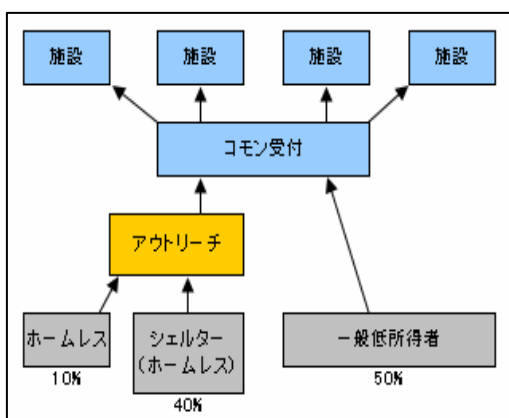 施設
施設
施設
施設
コモン受付
アウトリーチ
ホームレス
シェルター
(ホームレス)
一般低所得者
10%
40%
50%